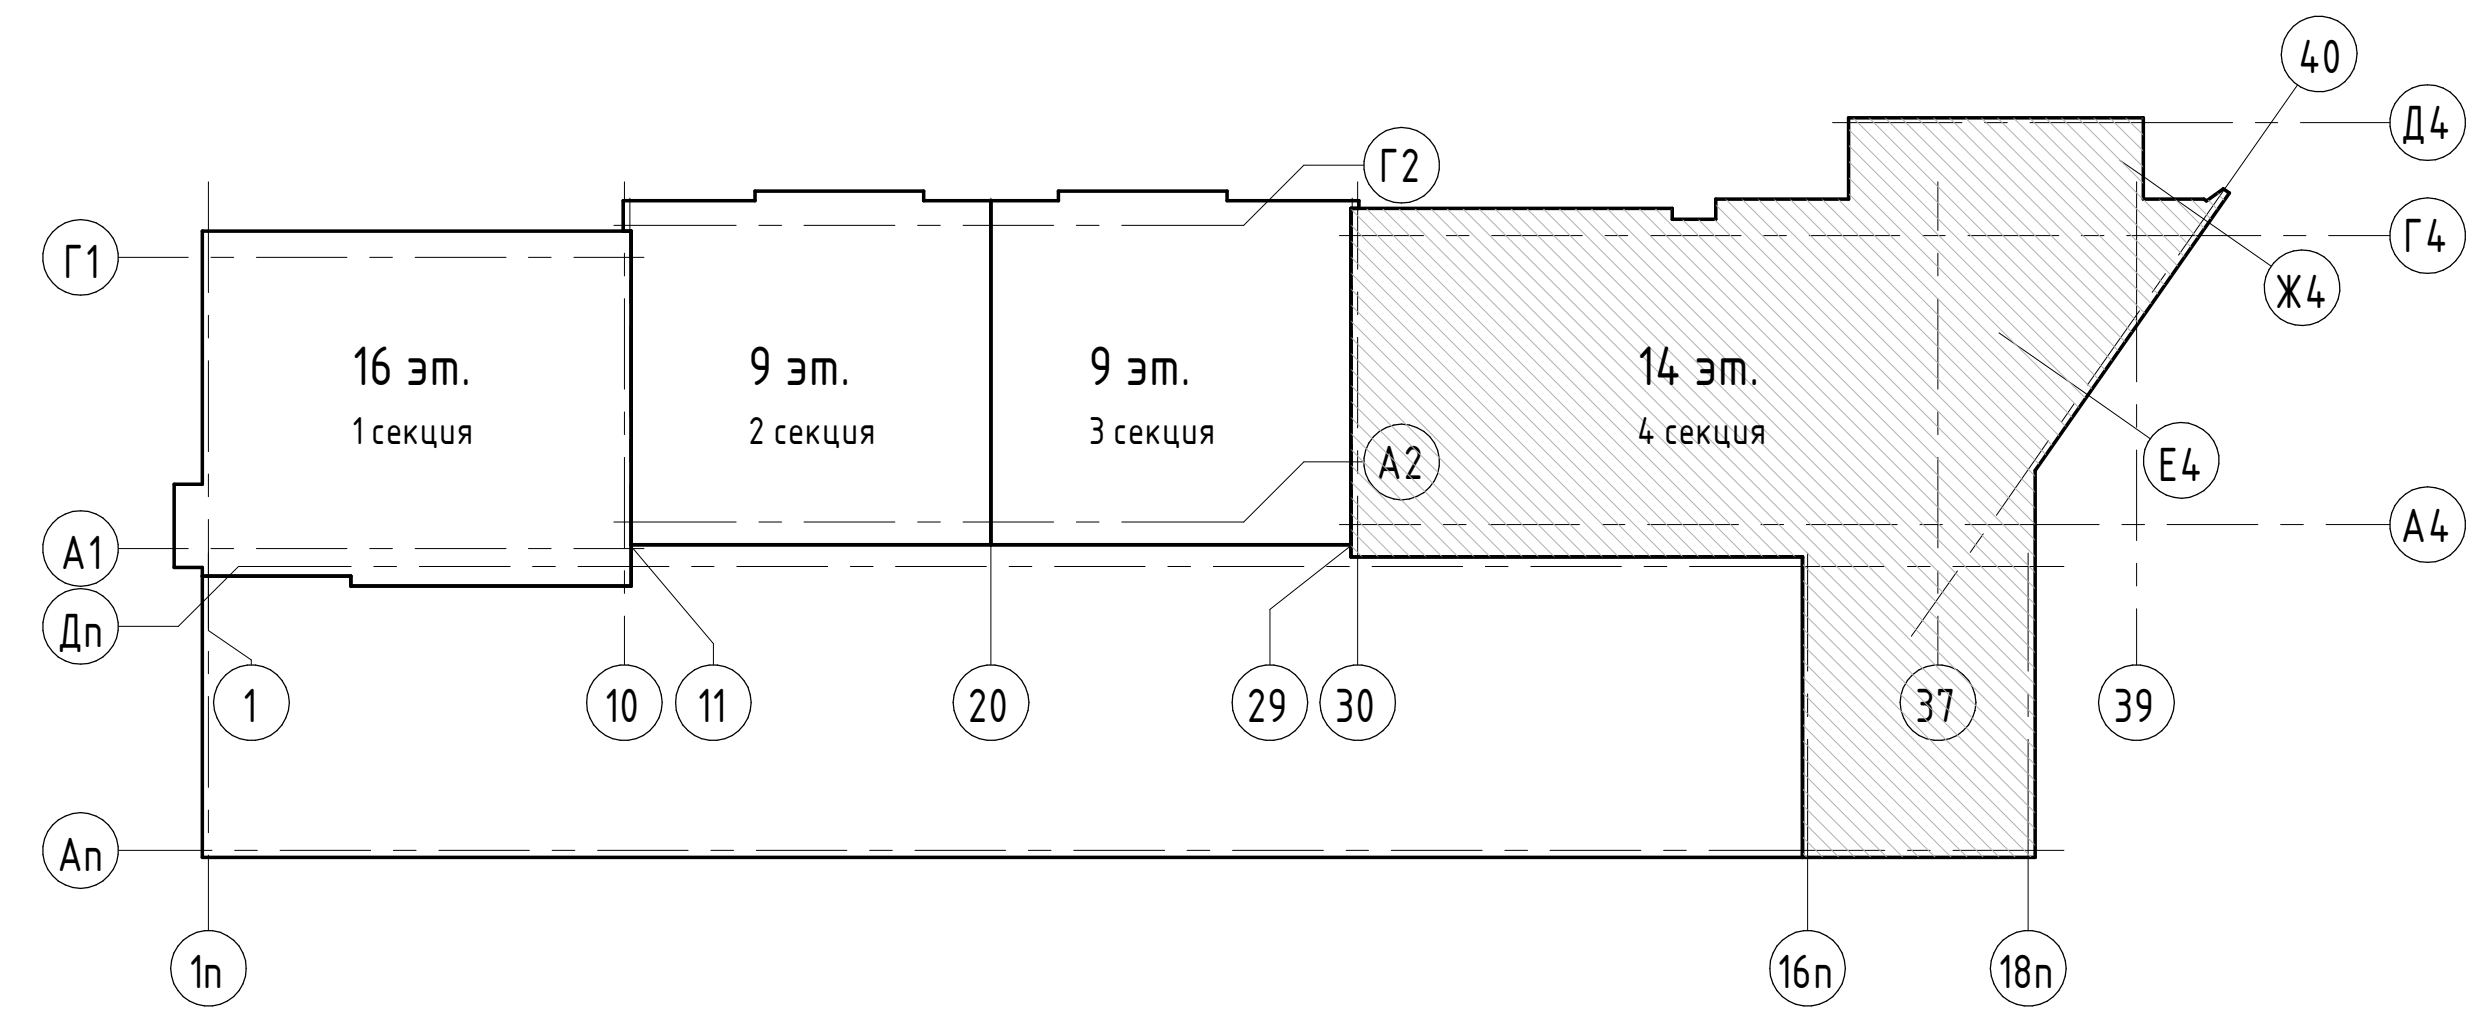 40
Д4
Г2
Г4
Г1
Ж4
16 эт.
1 секция
9 эт.
2 секция
9 эт.
3 секция
14 эт.
4 секция
А2
Е4
А1
А4
Дп
1
10
11
20
29
30
37
39
Ап
1п
16п
18п